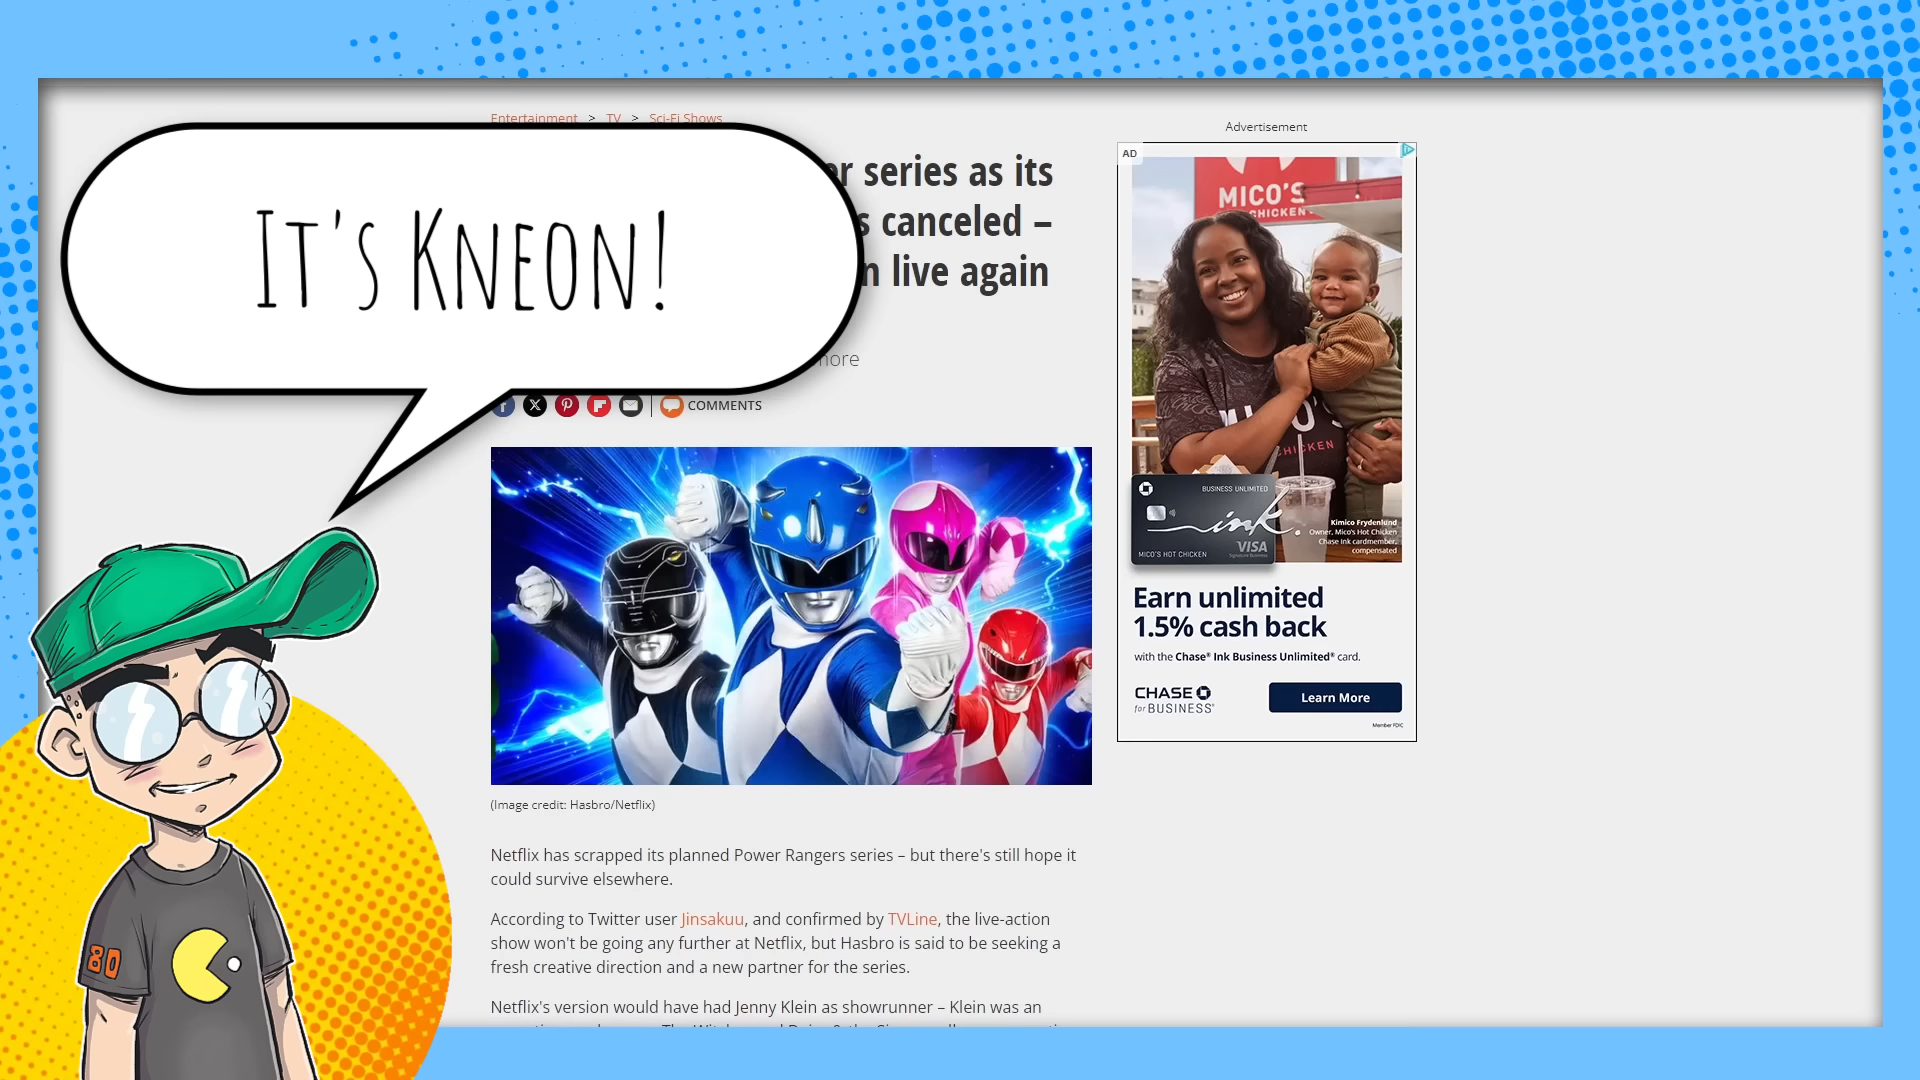 Entertainment > TV > Sci-Fi Shows
It's Kneon!
series as its
canceled –
live again
COMMENTS
(Image credit: Hasbro/Netflix)
Netflix has scrapped its planned Power Rangers series – but there's still hope it
could survive elsewhere.
According to Twitter user Jinsakuu, and confirmed by TVLine, the live-action
show won't be going any further at Netflix, but Hasbro is said to be seeking a
fresh creative direction and a new partner for the series.
Netflix's version would have had Jenny Klein as showrunner – Klein was an
80
Advertisement
AD
MICO'S
CHICKEN
CHICKEN
BUSINESS UNLIMITED
ink.
MICO'S HOT CHICKEN
VISA
Signature Business
Kimico Frydenlund
Owner, Mico's Hot Chicken
Chase Ink cardmember,
compensated
Earn unlimited
1.5% cash back
with the Chase® Ink Business Unlimited® card.
CHASE
for BUSINESS®
Learn More
Member FDIC